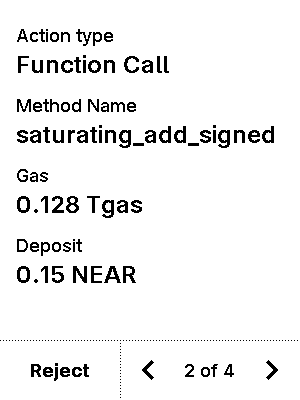 Action type
Function Call
Method Name
saturating_add_signed
Gas
0.128 Tgas
Deposit
0.15 NEAR
Reject 2 of 4